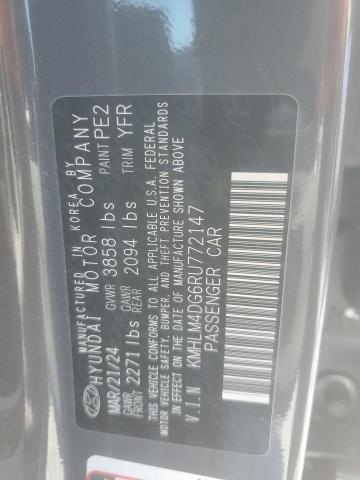 MANUFACTURED IN KOREA BY
HYUNDAI MOTOR COMPANY
MAR/21/24 GVWR 3858 lbs PAINT PE2
GAWR FRONT 2271 lbs GAWR REAR 2094 lbs TRIM YFR
THIS VEHICLE CONFORMS TO ALL APPLICABLE U.S.A. FEDERAL
MOTOR VEHICLE SAFETY, BUMPER, AND THEFT PREVENTION STANDARDS
IN EFFECT ON THE DATE OF MANUFACTURE SHOWN ABOVE
V.I.N KMHLM4DG6RU772147
PASSENGER CAR